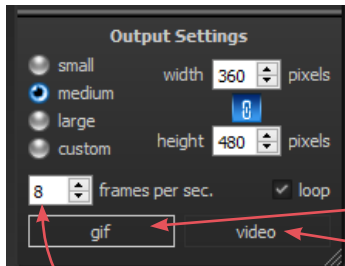 Output Settings
small
medium
large
custom
width 360 pixels
height 480 pixels
8 frames per sec. loop
gif video